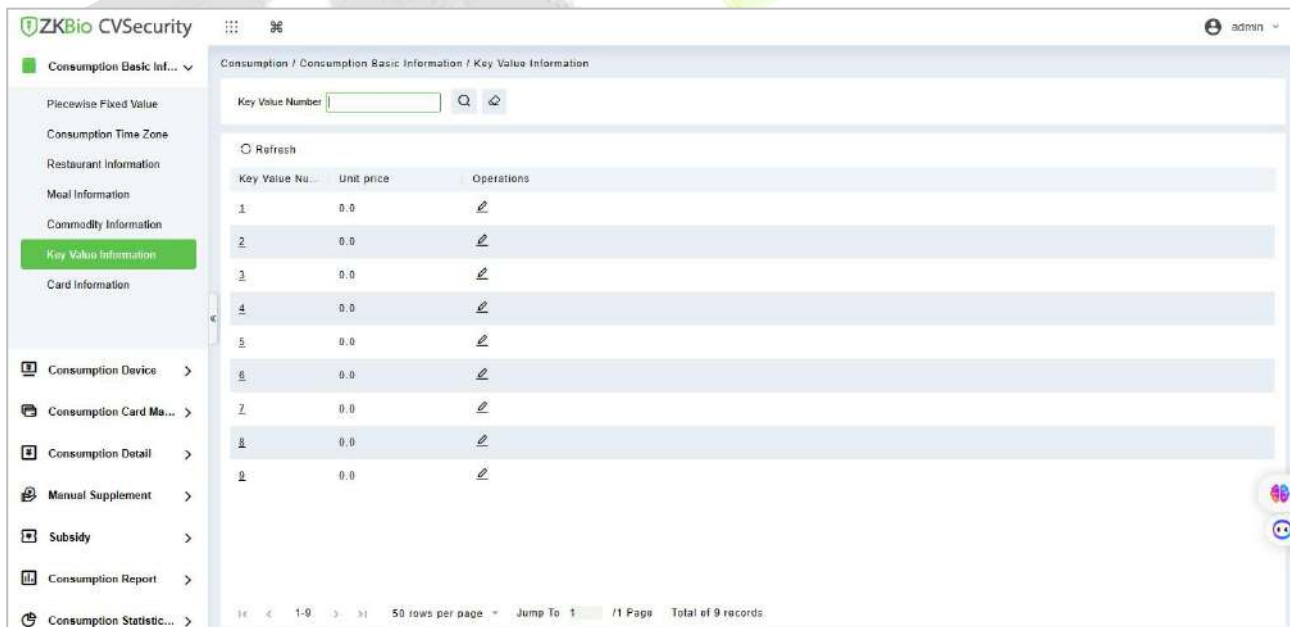 ZKBio CVSecurity
admin
Consumption Basic Inf...
Consumption / Consumption Basic Information / Key Value Information
Piecewise Fixed Value
Consumption Time Zone
Restaurant Information
Meal Information
Commodity Information
Key Value Information
Card Information
Consumption Device
Consumption Card Ma...
Consumption Detail
Manual Supplement
Subsidy
Consumption Report
Consumption Statistic...
Key Value Number
Refresh
Key Value Nu... Unit price Operations
1 0.0
2 0.0
3 0.0
4 0.0
5 0.0
6 0.0
7 0.0
8 0.0
9 0.0
1-9 50 rows per page Jump To 1 /1 Page Total of 9 records